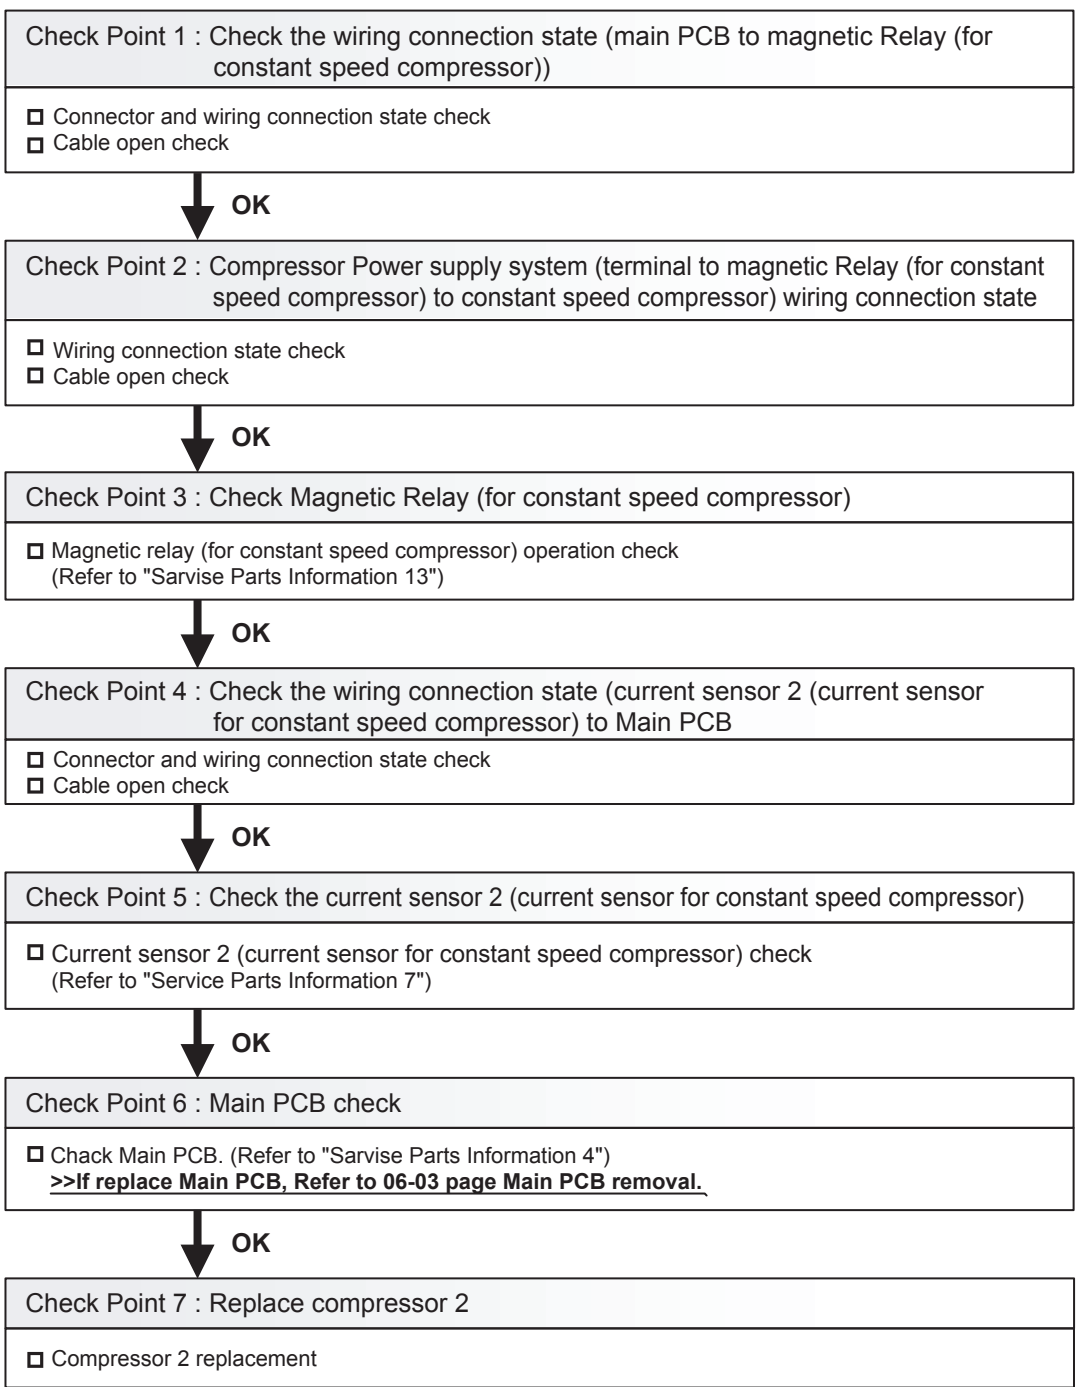 Check Point 1 : Check the wiring connection state (main PCB to magnetic Relay (for
constant speed compressor))
Connector and wiring connection state check
Cable open check
OK
Check Point 2 : Compressor Power supply system (terminal to magnetic Relay (for constant
speed compressor) to constant speed compressor) wiring connection state
Wiring connection state check
Cable open check
OK
Check Point 3 : Check Magnetic Relay (for constant speed compressor)
Magnetic relay (for constant speed compressor) operation check
(Refer to "Sarvise Parts Information 13")
OK
Check Point 4 : Check the wiring connection state (current sensor 2 (current sensor
for constant speed compressor) to Main PCB
Connector and wiring connection state check
Cable open check
OK
Check Point 5 : Check the current sensor 2 (current sensor for constant speed compressor)
Current sensor 2 (current sensor for constant speed compressor) check
(Refer to "Service Parts Information 7")
OK
Check Point 6 : Main PCB check
Chack Main PCB. (Refer to "Sarvise Parts Information 4")
>>If replace Main PCB, Refer to 06-03 page Main PCB removal.
OK
Check Point 7 : Replace compressor 2
Compressor 2 replacement